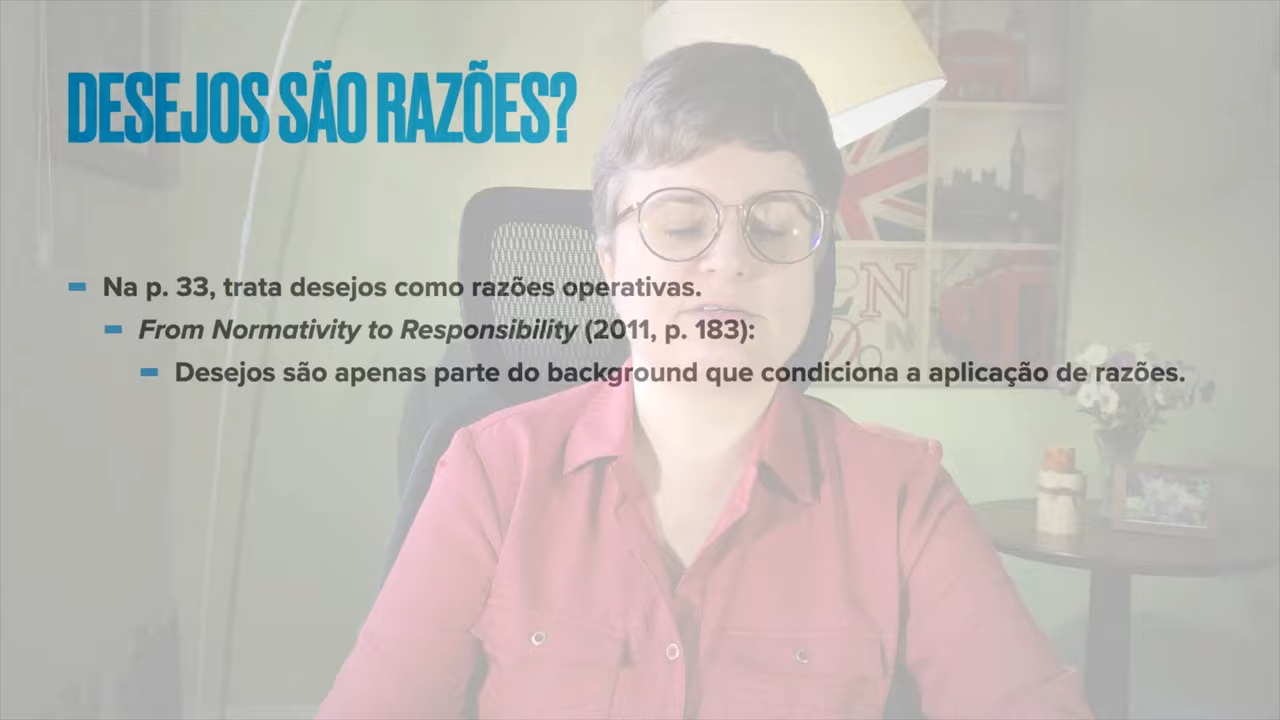 DESEJOS SÃO RAZÕES?
Na p. 33, trata desejos como razões operativas.
From Normativity to Responsibility (2011, p. 183):
Desejos são apenas parte do background que condiciona a aplicação de razões.